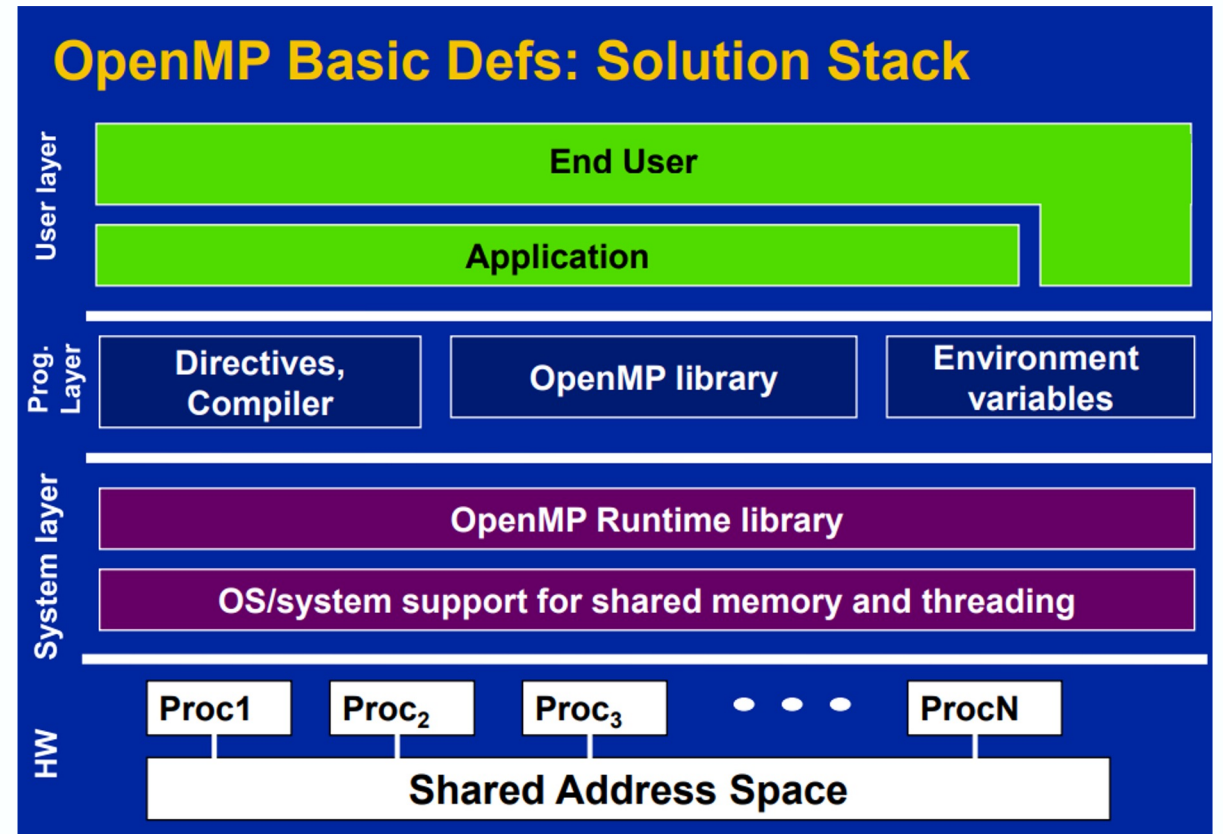 OpenMP Basic Defs: Solution Stack
User layer
End User
Application
Prog.
Layer
Directives,
Compiler
OpenMP library
Environment
variables
System layer
OpenMP Runtime library
OS/system support for shared memory and threading
HW
Proc1
Proc₂
Proc₃
ProcN
Shared Address Space